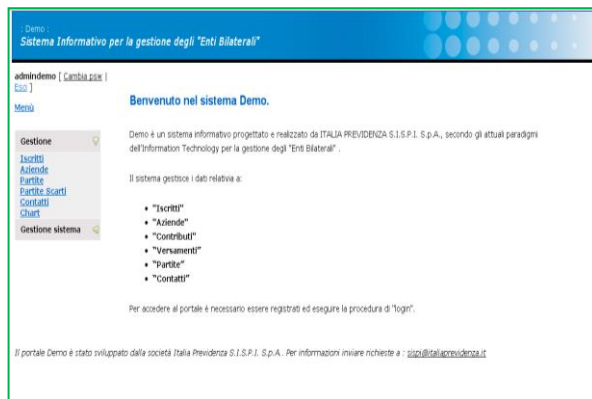 : Demo :
Sistema Informativo per la gestione degli "Enti Bilaterali"
admindemo [ Cambia psw |
Esci ]
Menù
Benvenuto nel sistema Demo.
Gestione
Iscritti
Aziende
Partite
Partite Scarti
Contatti
Chart
Gestione sistema
Demo è un sistema informativo progettato e realizzato da ITALIA PREVIDENZA S.I.S.P.I. S.p.A., secondo gli attuali paradigmi
dell'Information Technology per la gestione degli "Enti Bilaterali" .
Il sistema gestisce i dati relativi a:
• "Iscritti"
• "Aziende"
• "Contributi"
• "Versamenti"
• "Partite"
• "Contatti"
Per accedere al portale è necessario essere registrati ed eseguire la procedura di "login".
Il portale Demo è stato sviluppato dalla società Italia Previdenza S.I.S.P.I. S.p.A. Per informazioni inviare richieste a : sispi@italiaprevidenza.it